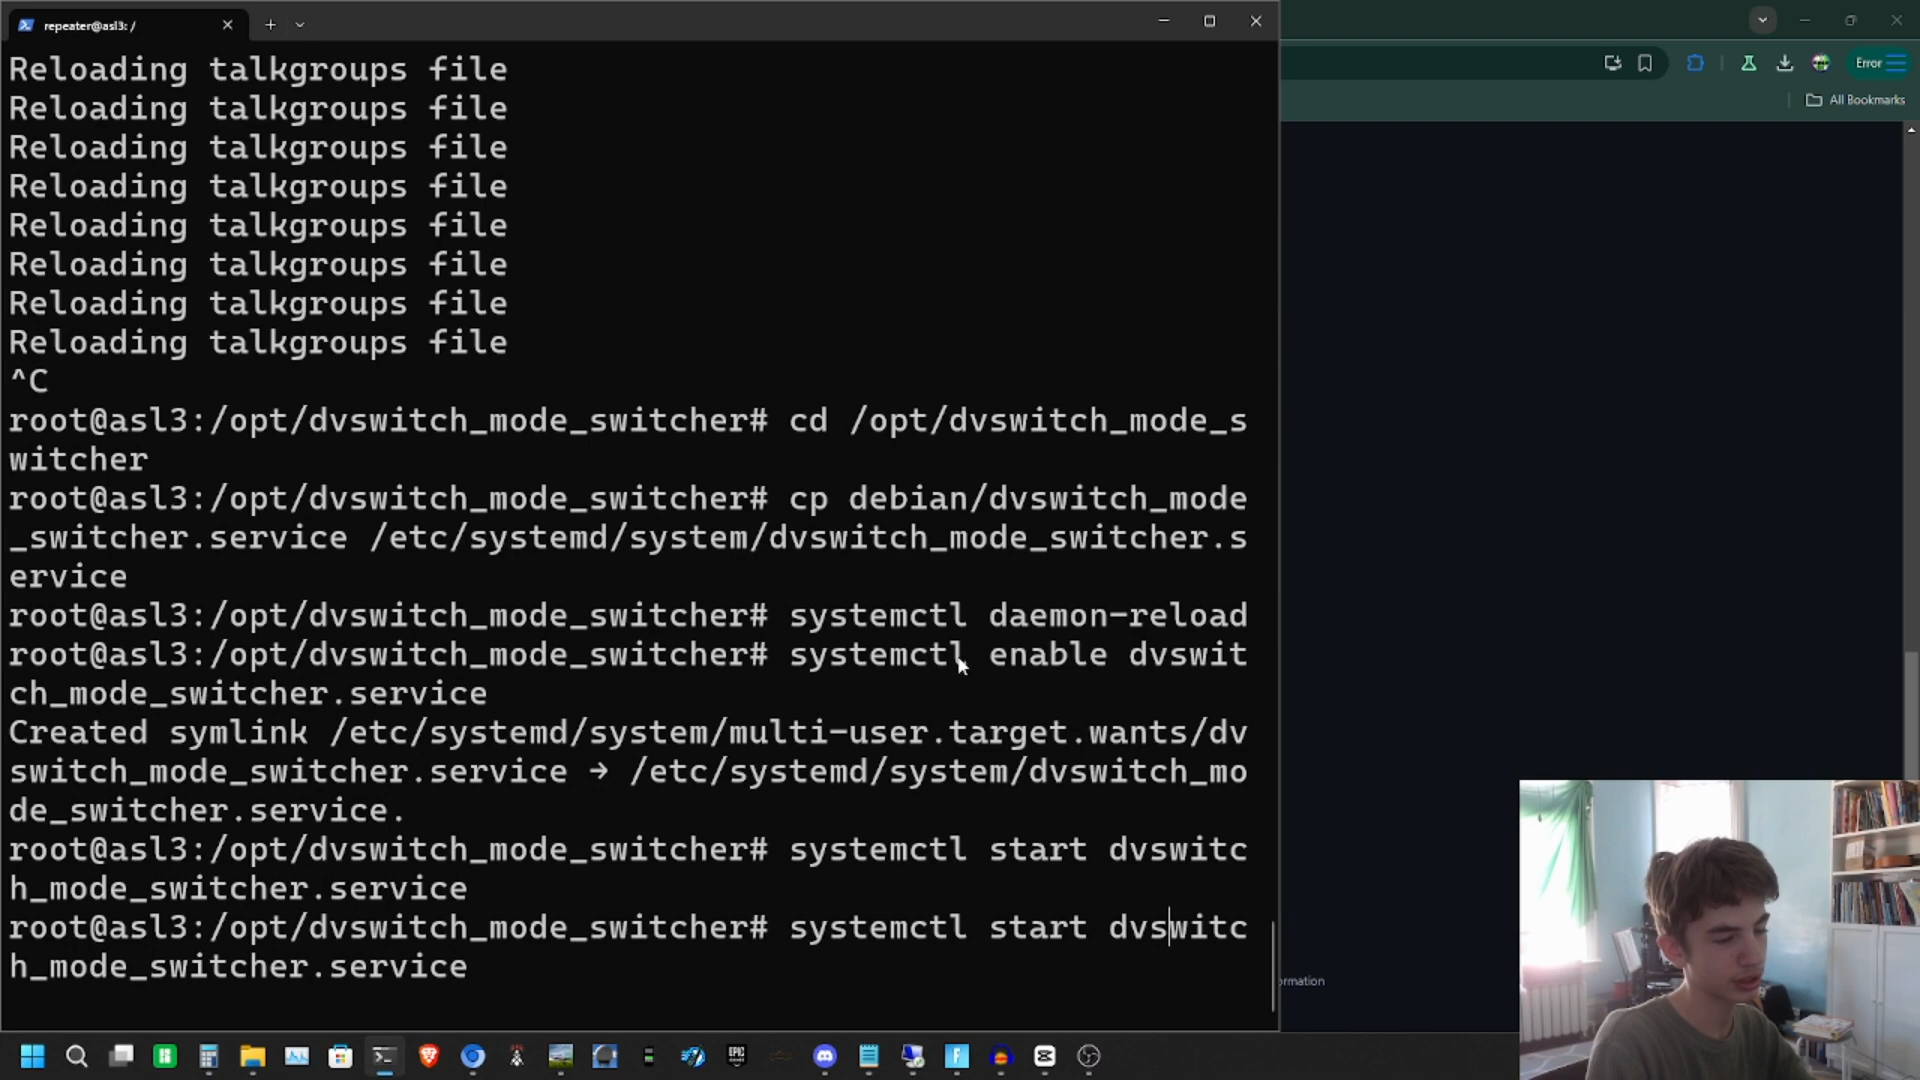 repeater@asl3: /
Error
All Bookmarks
Reloading talkgroups file
Reloading talkgroups file
Reloading talkgroups file
Reloading talkgroups file
Reloading talkgroups file
Reloading talkgroups file
Reloading talkgroups file
Reloading talkgroups file
^C
root@asl3:/opt/dvswitch_mode_switcher# cd /opt/dvswitch_mode_s
witcher
root@asl3:/opt/dvswitch_mode_switcher# cp debian/dvswitch_mode
_switcher.service /etc/systemd/system/dvswitch_mode_switcher.s
ervice
root@asl3:/opt/dvswitch_mode_switcher# systemctl daemon-reload
root@asl3:/opt/dvswitch_mode_switcher# systemctl enable dvswit
ch_mode_switcher.service
Created symlink /etc/systemd/system/multi-user.target.wants/dv
switch_mode_switcher.service → /etc/systemd/system/dvswitch_mo
de_switcher.service.
root@asl3:/opt/dvswitch_mode_switcher# systemctl start dvswitc
h_mode_switcher.service
root@asl3:/opt/dvswitch_mode_switcher# systemctl start dvswitc
h_mode_switcher.service
ormation
EPIC